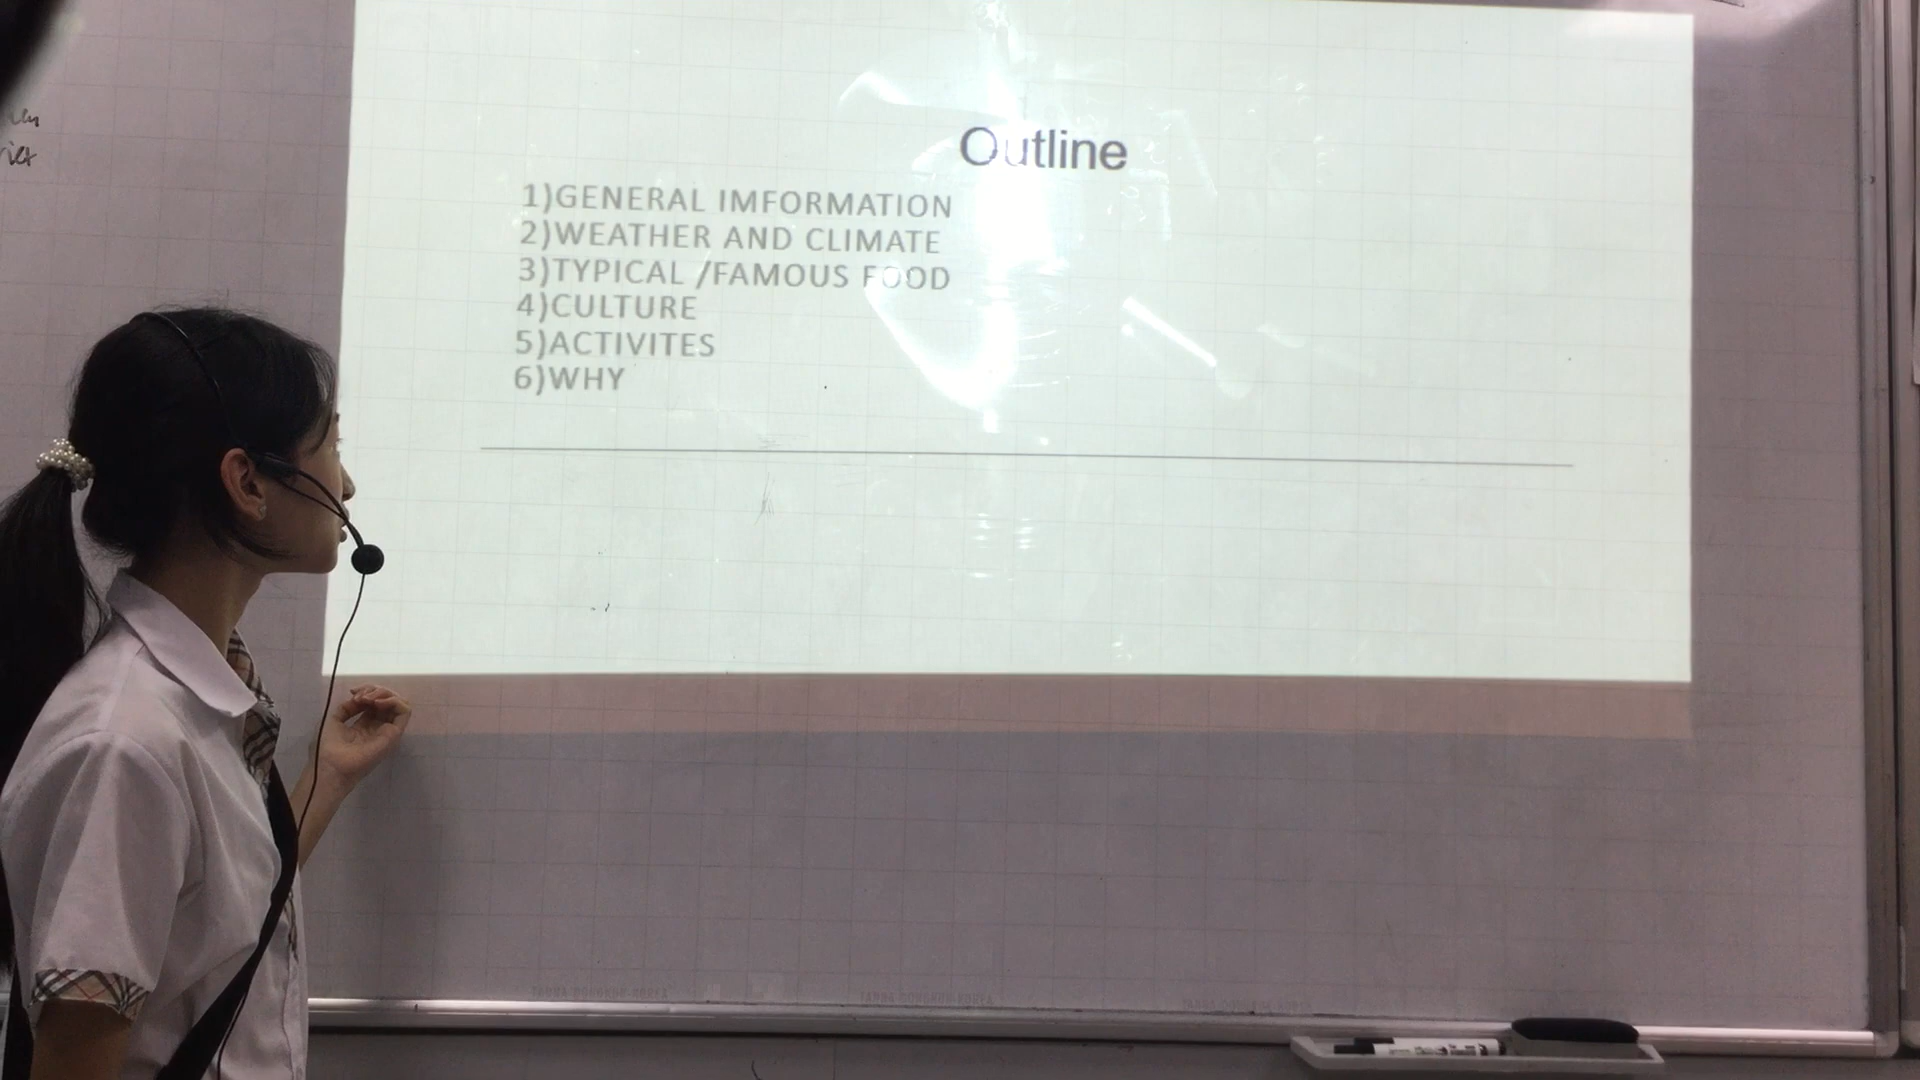 Outline
1)GENERAL IMFORMATION
2)WEATHER AND CLIMATE
3)TYPICAL /FAMOUS FOOD
4)CULTURE
5)ACTIVITES
6)WHY